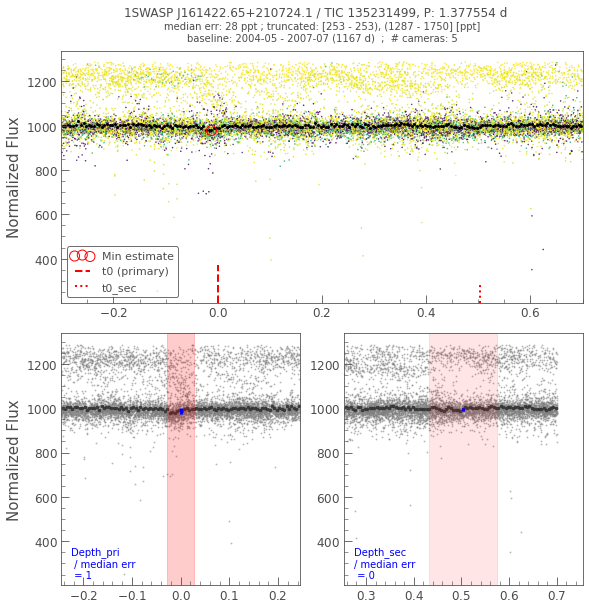 1SWASP J161422.65+210724.1 / TIC 135231499, P: 1.377554 d
median err: 28 ppt ; truncated: [253 - 253), (1287 - 1750] [ppt]
baseline: 2004-05 - 2007-07 (1167 d)  ;  # cameras: 5
Normalized Flux
1200
1000
800
600
400
Min estimate
t0 (primary)
t0_sec
−0.2
0.0
0.2
0.4
0.6
Normalized Flux
1200
1000
800
600
400
Depth_pri
/ median err
= 1
−0.2
−0.1
0.0
0.1
0.2
1200
1000
800
600
400
Depth_sec
/ median err
= 0
0.3
0.4
0.5
0.6
0.7